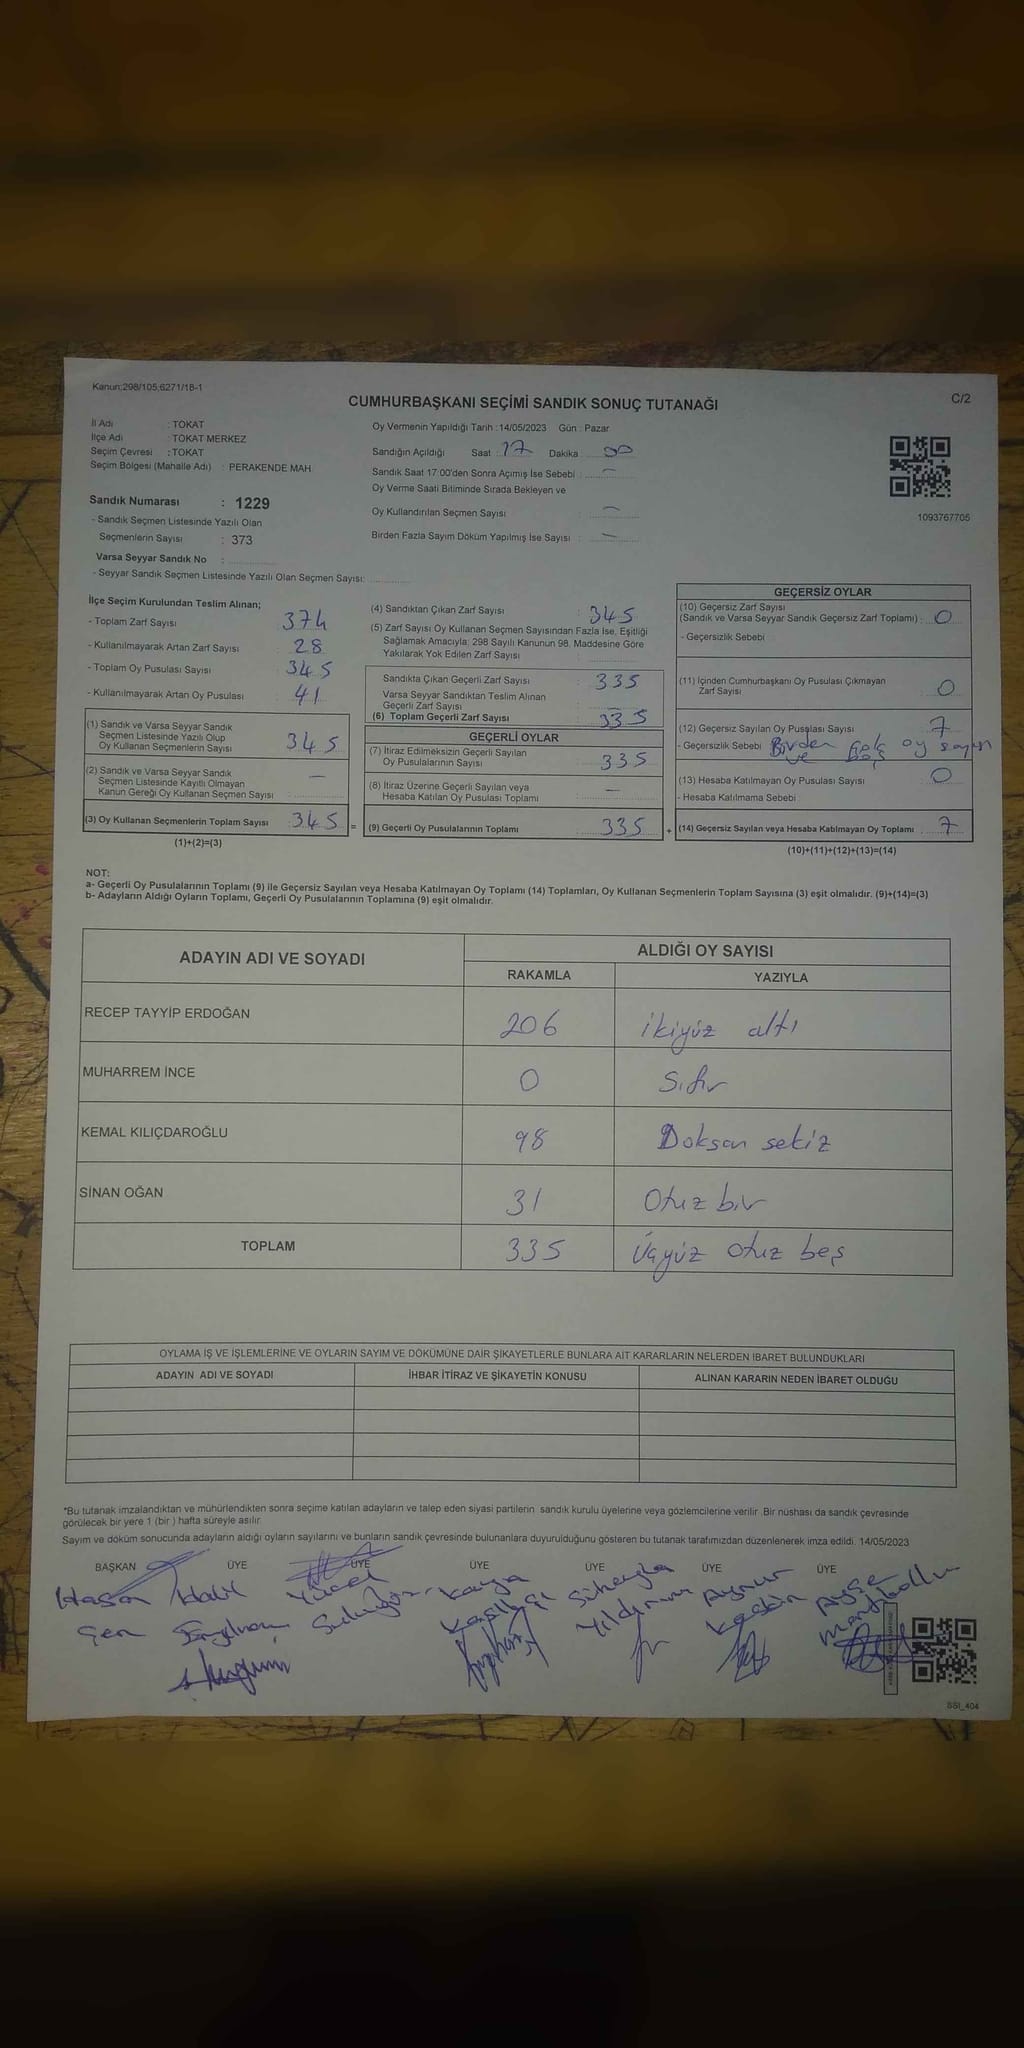 Kanun;298/105;6271/1B-1
C/2
CUMHURBAŞKANI SEÇİMİ SANDIK SONUÇ TUTANAĞI
İl Adı : TOKAT
İlçe Adı : TOKAT MERKEZ
Seçim Çevresi : TOKAT
Seçim Bölgesi (Mahalle Adı) : PERAKENDE MAH
Oy Vermenin Yapıldığı Tarih :14/05/2023 Gün : Pazar
Sandığın Açıldığı Saat 17 Dakika 00
Sandık Saat 17:00'den Sonra Açımış İse Sebebi : —
Oy Verme Saati Bitiminde Sırada Bekleyen ve
Oy Kullandırılan Seçmen Sayısı : —
Birden Fazla Sayım Döküm Yapılmış İse Sayısı : —
1093767705
Sandık Numarası : 1229
- Sandık Seçmen Listesinde Yazılı Olan
Seçmenlerin Sayısı : 373
Varsa Seyyar Sandık No :
- Seyyar Sandık Seçmen Listesinde Yazılı Olan Seçmen Sayısı:
İlçe Seçim Kurulundan Teslim Alınan;
- Toplam Zarf Sayısı : 374
- Kullanılmayarak Artan Zarf Sayısı : 28
- Toplam Oy Pusulası Sayısı : 345
- Kullanılmayarak Artan Oy Pusulası : 41
(1) Sandık ve Varsa Seyyar Sandık
Seçmen Listesinde Yazılı Olup
Oy Kullanan Seçmenlerin Sayısı : 345
(2) Sandık ve Varsa Seyyar Sandık
Seçmen Listesinde Kayıtlı Olmayan
Kanun Gereği Oy Kullanan Seçmen Sayısı : —
(3) Oy Kullanan Seçmenlerin Toplam Sayısı : 345
(1)+(2)=(3)
(4) Sandıktan Çıkan Zarf Sayısı : 345
(5) Zarf Sayısı Oy Kullanan Seçmen Sayısından Fazla İse, Eşitliği
Sağlamak Amacıyla; 298 Sayılı Kanunun 98. Maddesine Göre
Yakılarak Yok Edilen Zarf Sayısı :
Sandıkta Çıkan Geçerli Zarf Sayısı : 335
Varsa Seyyar Sandıktan Teslim Alınan
Geçerli Zarf Sayısı : —
(6) Toplam Geçerli Zarf Sayısı : 335
GEÇERLİ OYLAR
(7) İtiraz Edilmeksizin Geçerli Sayılan
Oy Pusulalarının Sayısı : 335
(8) İtiraz Üzerine Geçerli Sayılan veya
Hesaba Katılan Oy Pusulası Toplamı : —
= (9) Geçerli Oy Pusulalarının Toplamı 335
GEÇERSİZ OYLAR
(10) Geçersiz Zarf Sayısı
(Sandık ve Varsa Seyyar Sandık Geçersiz Zarf Toplamı) : 0
- Geçersizlik Sebebi
(11) İçinden Cumhurbaşkanı Oy Pusulası Çıkmayan
Zarf Sayısı : 0
(12) Geçersiz Sayılan Oy Pusulası Sayısı : 7
- Geçersizlik Sebebi Birden oy
(13) Hesaba Katılmayan Oy Pusulası Sayısı : 0
- Hesaba Katılmama Sebebi
+ (14) Geçersiz Sayılan veya Hesaba Katılmayan Oy Toplamı : 7
(10)+(11)+(12)+(13)=(14)
NOT:
a- Geçerli Oy Pusulalarının Toplamı (9) ile Geçersiz Sayılan veya Hesaba Katılmayan Oy Toplamı (14) Toplamları, Oy Kullanan Seçmenlerin Toplam Sayısına (3) eşit olmalıdır. (9)+(14)=(3)
b- Adayların Aldığı Oyların Toplamı, Geçerli Oy Pusulalarının Toplamına (9) eşit olmalıdır.
ADAYIN ADI VE SOYADI ALDIĞI OY SAYISI
RAKAMLA YAZIYLA
RECEP TAYYİP ERDOĞAN 206 ikiyüz altı
MUHARREM İNCE 0 Sıfır
KEMAL KILIÇDAROĞLU 98 Doksan sekiz
SİNAN OĞAN 31 Otuz bir
TOPLAM 335 Üçyüz otuz beş
OYLAMA İŞ VE İŞLEMLERİNE VE OYLARIN SAYIM VE DÖKÜMÜNE DAİR ŞİKAYETLERLE BUNLARA AİT KARARLARIN NELERDEN İBARET BULUNDUKLARI
ADAYIN ADI VE SOYADI İHBAR İTİRAZ VE ŞİKAYETİN KONUSU ALINAN KARARIN NEDEN İBARET OLDUĞU
*Bu tutanak imzalandıktan ve mühürlendikten sonra seçime katılan adayların ve talep eden siyasi partilerin sandık kurulu üyelerine veya gözlemcilerine verilir .Bir nüshası da sandık çevresinde
görülecek bir yere 1 (bir ) hafta süreyle asılır.
Sayım ve döküm sonucunda adayların aldığı oyların sayılarını ve bunların sandık çevresinde bulunanlara duyurulduğunu gösteren bu tutanak tarafımızdan düzenlenerek imza edildi. 14/05/2023
BAŞKAN ÜYE ÜYE ÜYE ÜYE ÜYE ÜYE
Hasan Halil Yücel Kaya Süheyla Aynur Ayşe
Şen Yıldırım Keskin
SSI_404